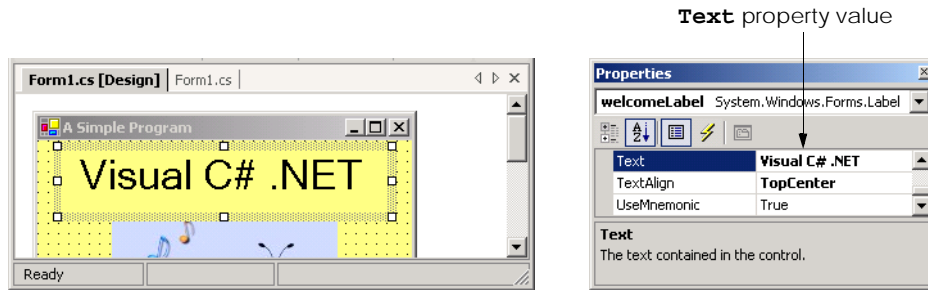 Text property value
Form1.cs [Design] Form1.cs
A Simple Program
Visual C# .NET
Ready
Properties
welcomeLabel System.Windows.Forms.Label
Text Visual C# .NET
TextAlign TopCenter
UseMnemonic True
Text
The text contained in the control.